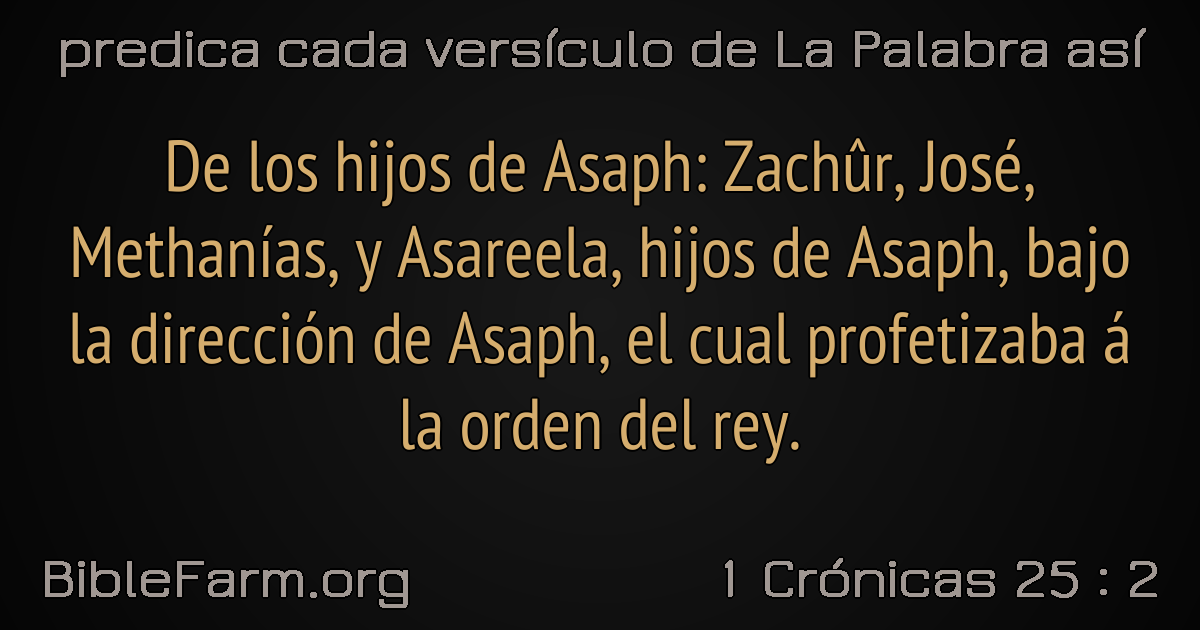 predica cada versículo de La Palabra así
De los hijos de Asaph: Zachûr, José,
Methanías, y Asareela, hijos de Asaph, bajo
la dirección de Asaph, el cual profetizaba á
la orden del rey.
BibleFarm.org
1 Crónicas 25 : 2